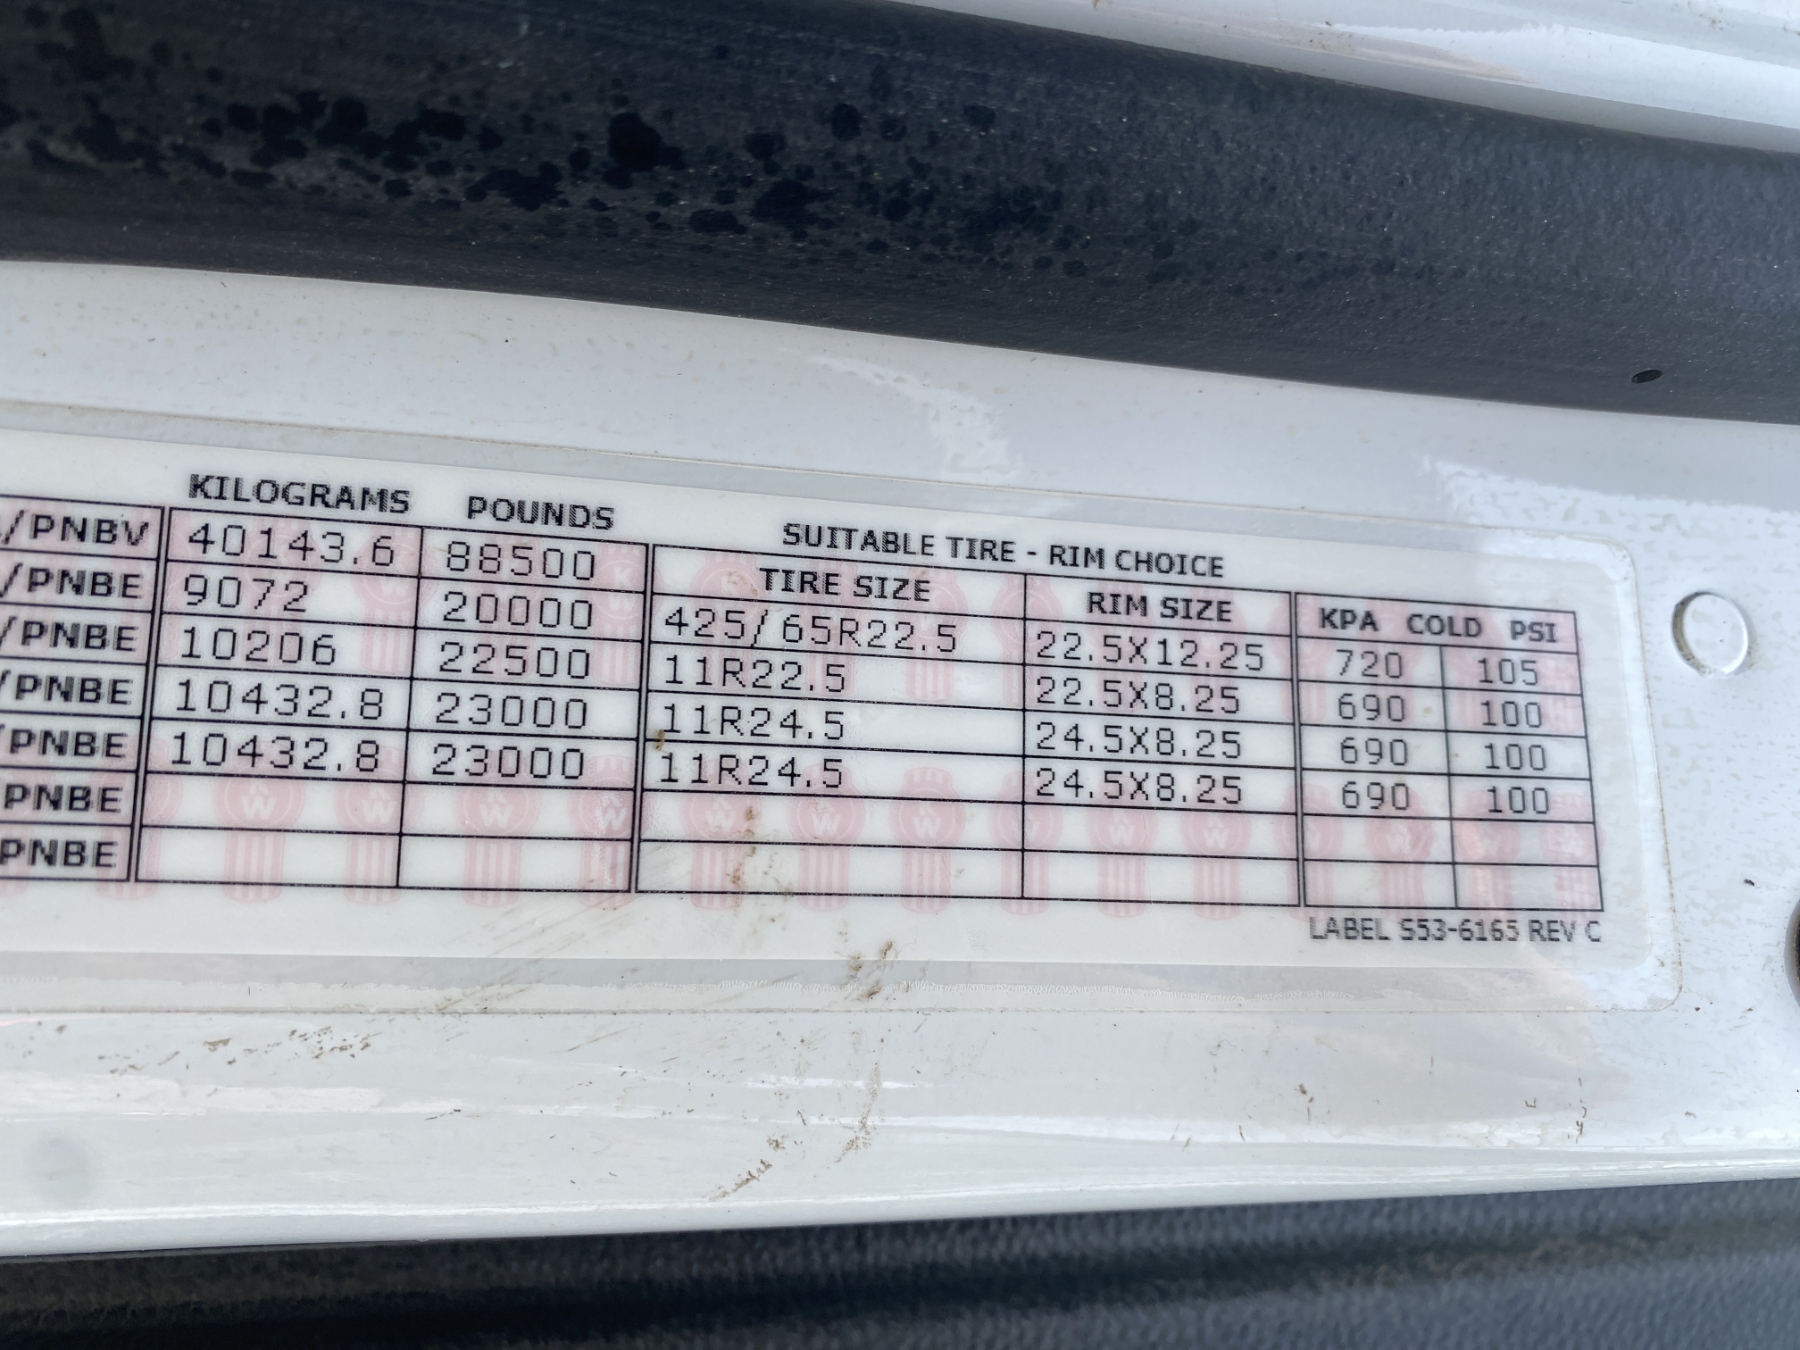 KILOGRAMS POUNDS
/PNBV 40143.6 88500 SUITABLE TIRE - RIM CHOICE
/PNBE 9072 20000 TIRE SIZE RIM SIZE KPA COLD PSI
/PNBE 10206 22500 425/65R22.5 22.5X12.25 720 105
/PNBE 10432.8 23000 11R22.5 22.5X8.25 690 100
/PNBE 10432.8 23000 11R24.5 24.5X8.25 690 100
PNBE 11R24.5 24.5X8.25 690 100
PNBE
LABEL S53-6165 REV C